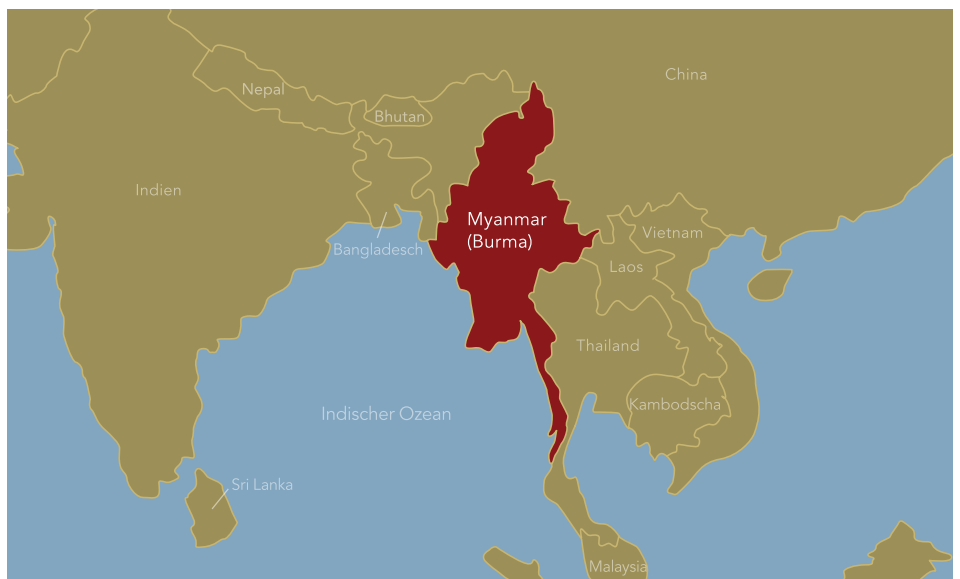 China
Nepal
Bhutan
Indien
Myanmar
(Burma)
Vietnam
Bangladesch
Laos
Thailand
Kambodscha
Indischer Ozean
Sri Lanka
Malaysia